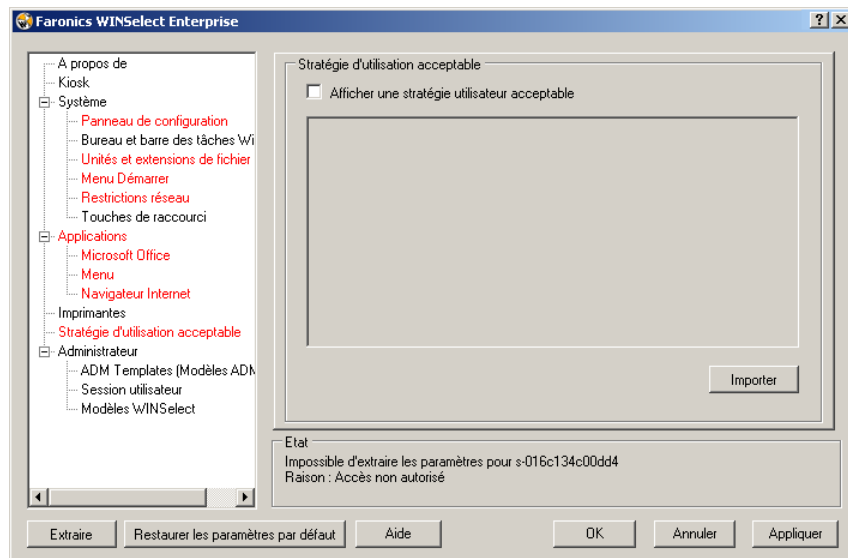 Faronics WINSelect Enterprise
A propos de
Kiosk
Système
Panneau de configuration
Bureau et barre des tâches Wi
Unités et extensions de fichier
Menu Démarrer
Restrictions réseau
Touches de raccourci
Applications
Microsoft Office
Menu
Navigateur Internet
Imprimantes
Stratégie d'utilisation acceptable
Administrateur
ADM Templates (Modèles ADM
Session utilisateur
Modèles WINSelect
Stratégie d'utilisation acceptable
Afficher une stratégie utilisateur acceptable
Importer
Etat
Impossible d'extraire les paramètres pour s-016c134c00dd4
Raison : Accès non autorisé
Extraire
Restaurer les paramètres par défaut
Aide
OK
Annuler
Appliquer